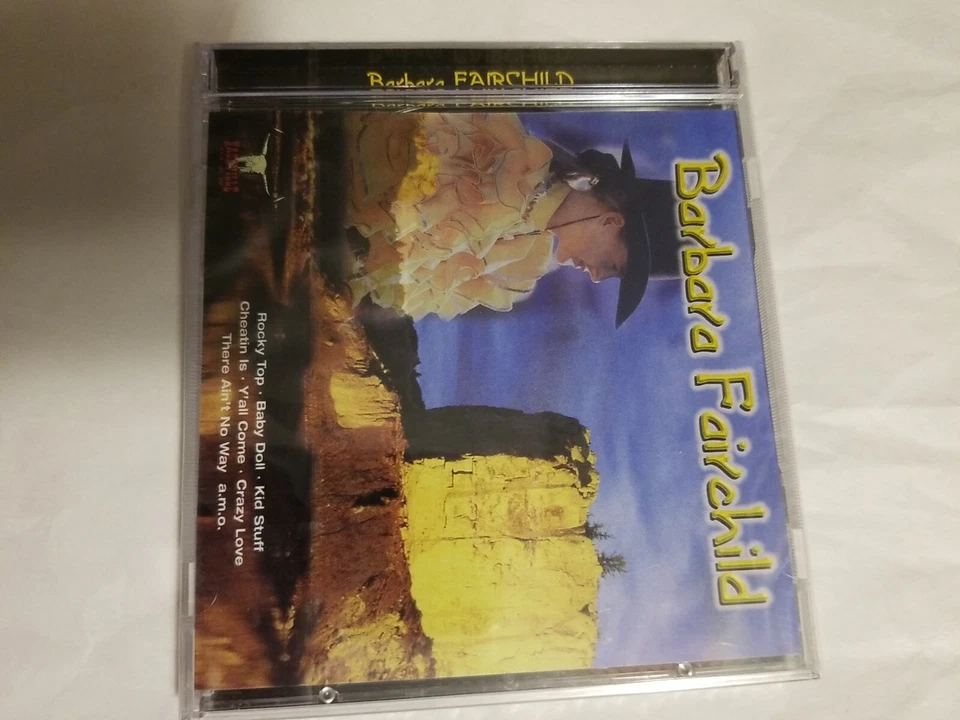 Barbara FAIRCHILD
Barbara Fairchild
Rocky Top · Baby Doll · Kid Stuff
Cheatin Is · Y'all Come · Crazy Love
There Ain't No Way a.m.o.